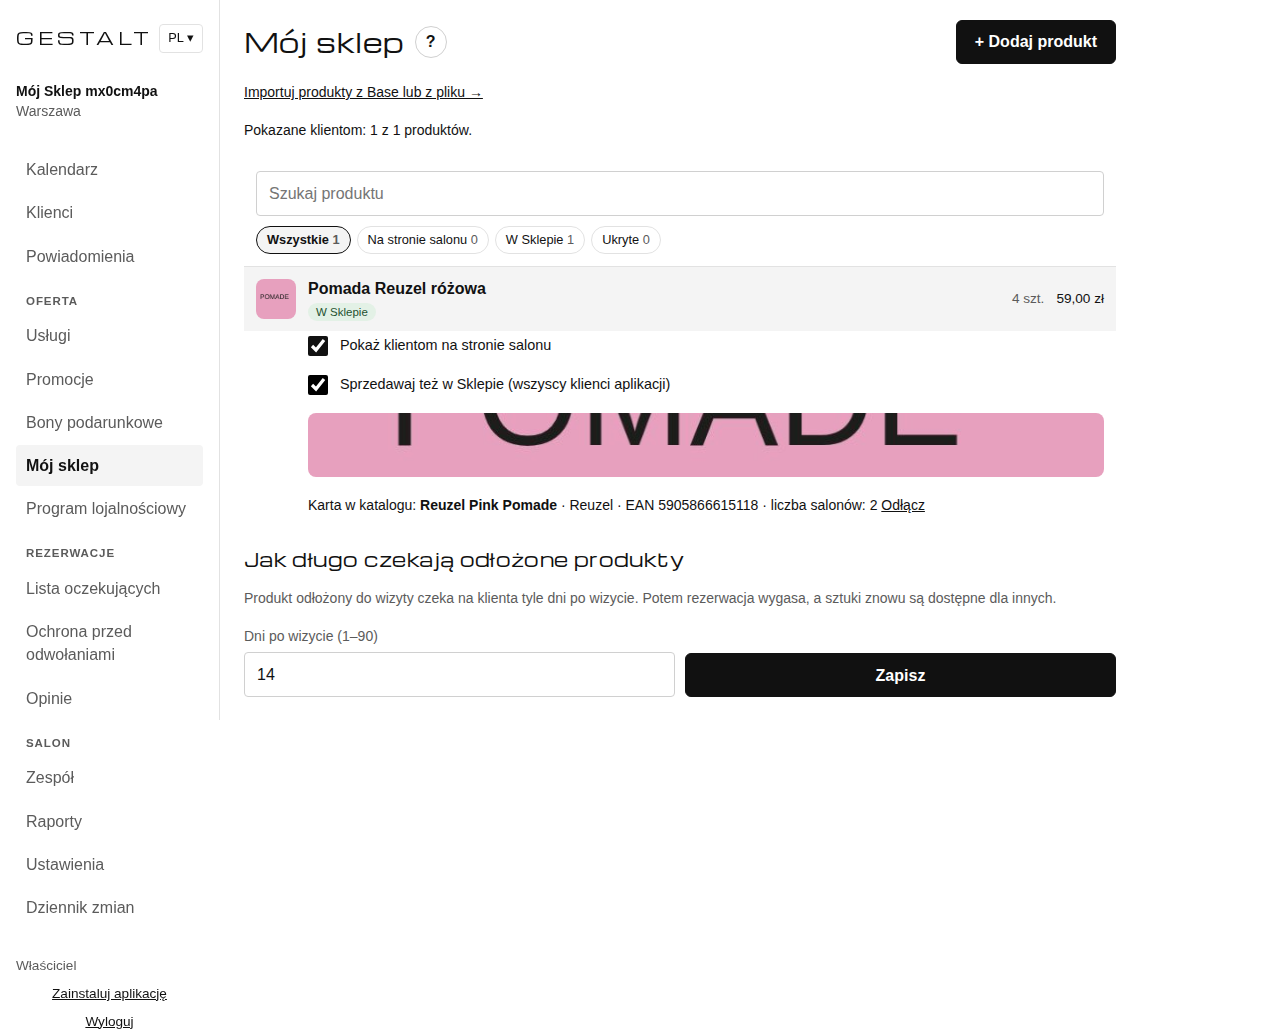 GESTALT
PL ▾
Mój Sklep mx0cm4pa
Warszawa
Kalendarz
Klienci
Powiadomienia
OFERTA
Usługi
Promocje
Bony podarunkowe
Mój sklep
Program lojalnościowy
REZERWACJE
Lista oczekujących
Ochrona przed
odwołaniami
Opinie
SALON
Zespół
Raporty
Ustawienia
Dziennik zmian
Właściciel
Zainstaluj aplikację
Wyloguj
Mój sklep ?
+ Dodaj produkt
Importuj produkty z Base lub z pliku →
Pokazane klientom: 1 z 1 produktów.
Szukaj produktu
Wszystkie 1 Na stronie salonu 0 W Sklepie 1 Ukryte 0
POMADE
Pomada Reuzel różowa
W Sklepie
4 szt. 59,00 zł
Pokaż klientom na stronie salonu
Sprzedawaj też w Sklepie (wszyscy klienci aplikacji)
POMADE
Karta w katalogu: Reuzel Pink Pomade · Reuzel · EAN 5905866615118 · liczba salonów: 2 Odłącz
Jak długo czekają odłożone produkty
Produkt odłożony do wizyty czeka na klienta tyle dni po wizycie. Potem rezerwacja wygasa, a sztuki znowu są dostępne dla innych.
Dni po wizycie (1–90)
14
Zapisz